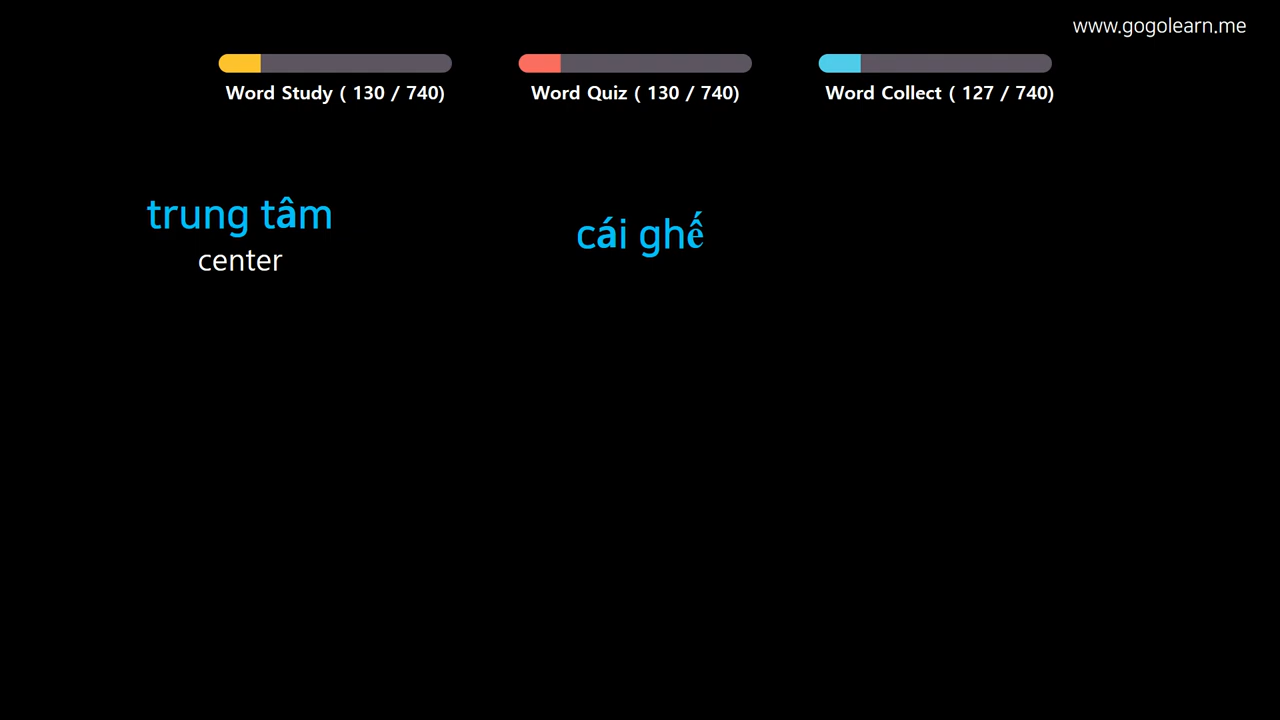 www.gogolearn.me
Word Study ( 130 / 740)
Word Quiz ( 130 / 740)
Word Collect ( 127 / 740)
trung tâm
center
cái ghế